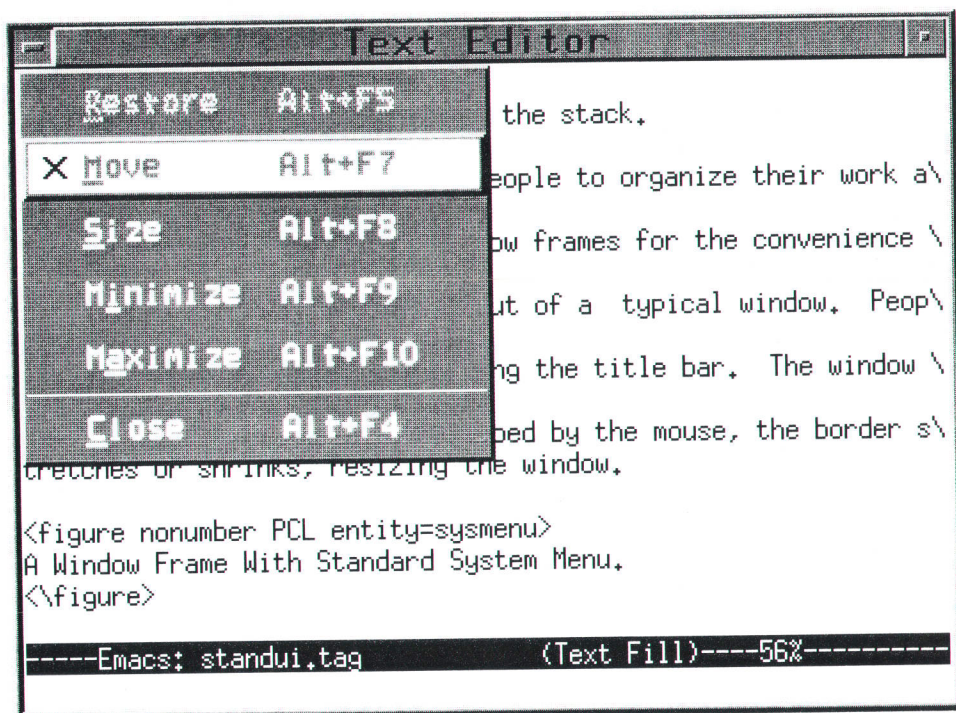 Text Editor
Restore Alt+F5
the stack.
X Move Alt+F7
eople to organize their work a\
Size Alt+F8
ow frames for the convenience \
Minimize Alt+F9
ut of a typical window. Peop\
Maximize Alt+F10
ng the title bar. The window \
Close Alt+F4
ped by the mouse, the border s\
tretches or shrinks, resizing the window.
<figure nonumber PCL entity=sysmenu>
A Window Frame With Standard System Menu.
<\figure>
-----Emacs: standui.tag (Text Fill)----56%----------